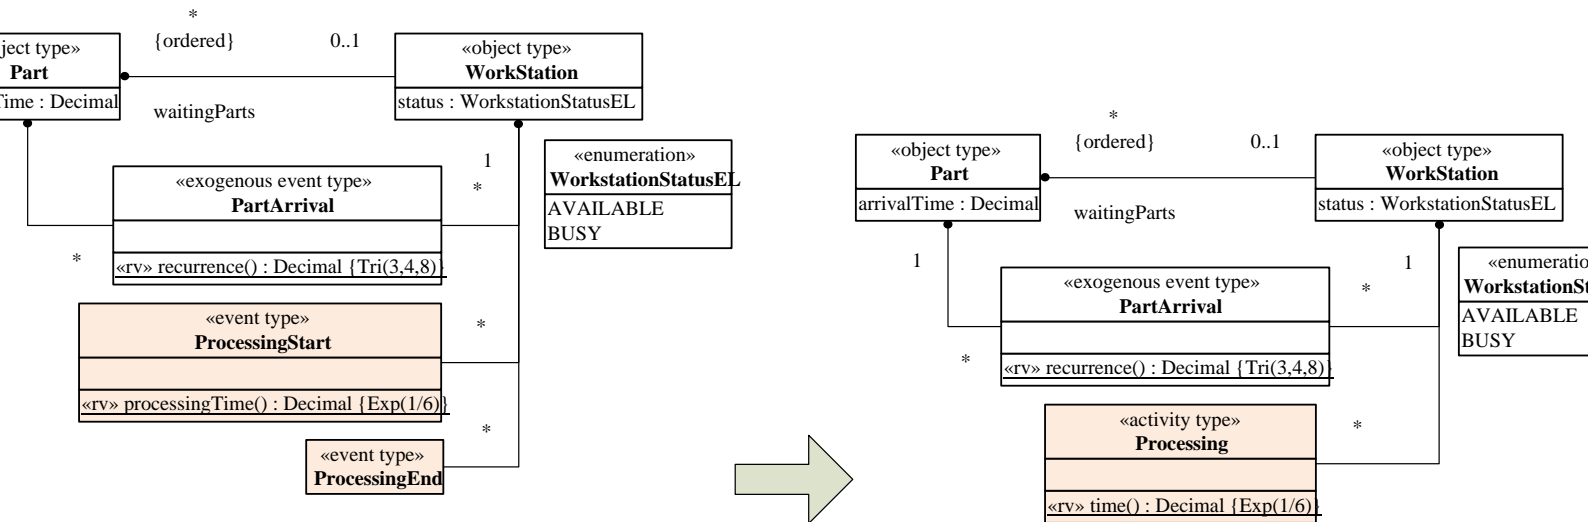 *
{ordered}
0..1
ject type»
Part
ime : Decimal
waitingParts
«object type»
WorkStation
status : WorkstationStatusEL
1
*
«enumeration»
WorkstationStatusEL
AVAILABLE
BUSY
«exogenous event type»
PartArrival
«rv» recurrence() : Decimal {Tri(3,4,8)}
*
«event type»
ProcessingStart
«rv» processingTime() : Decimal {Exp(1/6)}
*
*
«event type»
ProcessingEnd
*
{ordered}
0..1
«object type»
Part
arrivalTime : Decimal
waitingParts
«object type»
WorkStation
status : WorkstationStatusEL
1
1
*
«enumeratio
WorkstationSt
AVAILABLE
BUSY
«exogenous event type»
PartArrival
«rv» recurrence() : Decimal {Tri(3,4,8)}
*
«activity type»
Processing
«rv» time() : Decimal {Exp(1/6)}
*